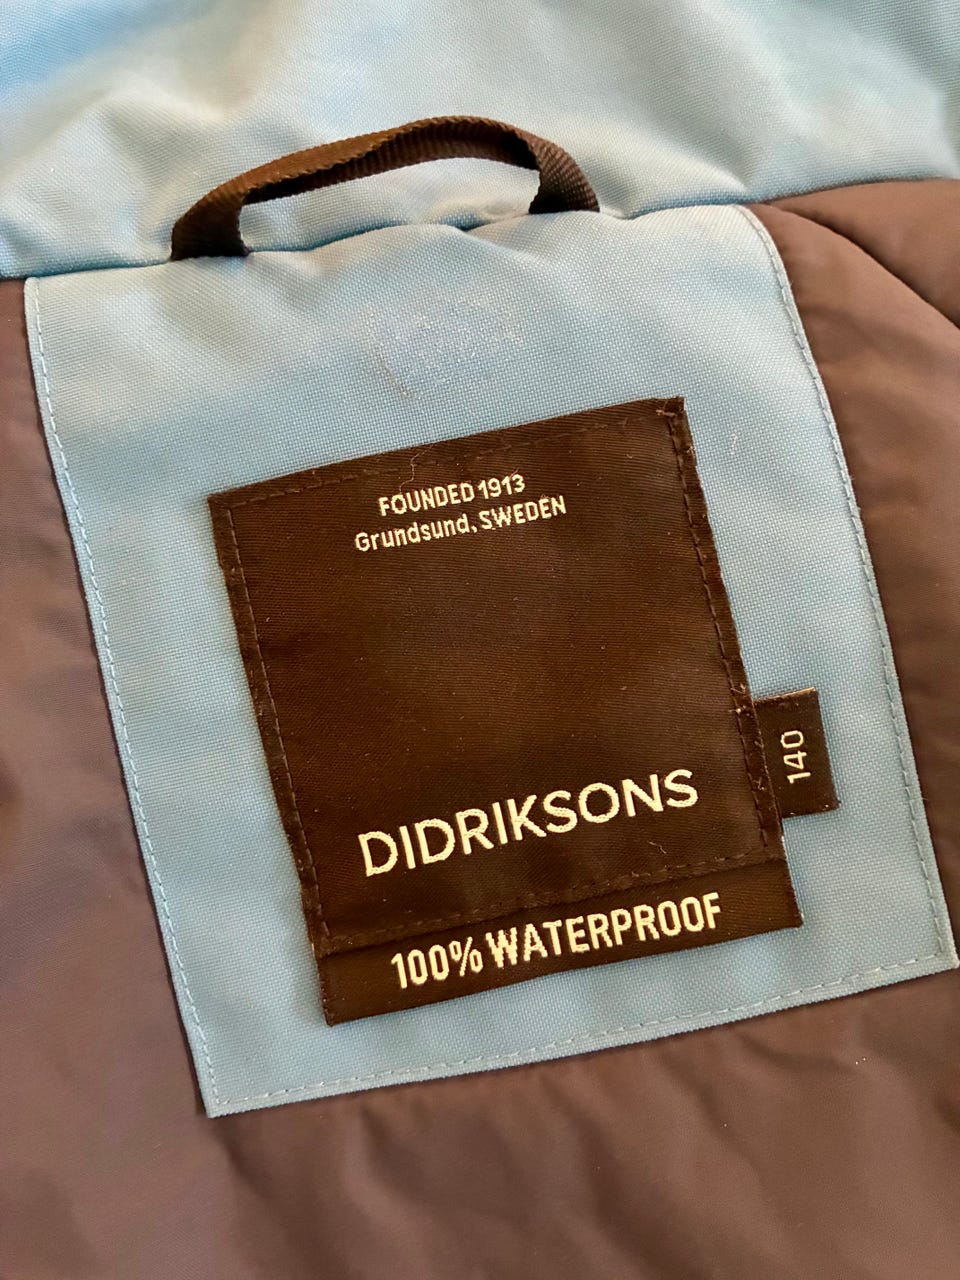 FOUNDED 1913
Grundsund, SWEDEN
DIDRIKSONS
140
100% WATERPROOF